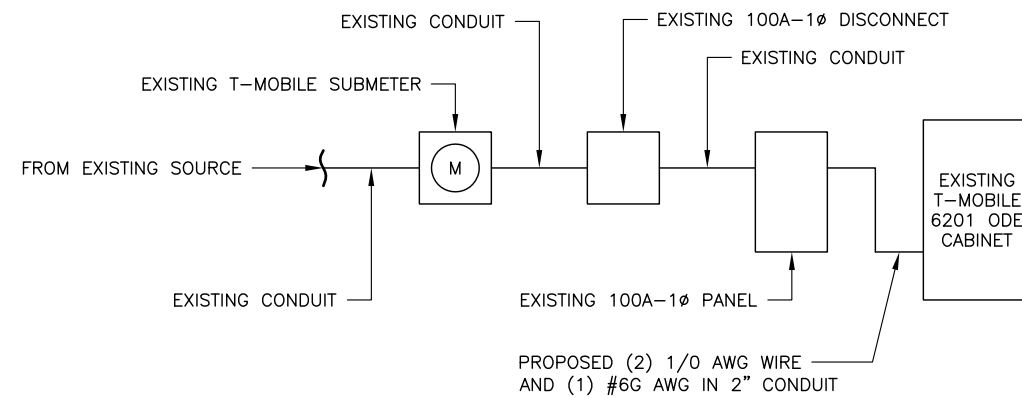 EXISTING CONDUIT
EXISTING 100A-1ø DISCONNECT
EXISTING CONDUIT
EXISTING T-MOBILE SUBMETER
FROM EXISTING SOURCE
M
EXISTING
T-MOBILE
6201 ODE
CABINET
EXISTING CONDUIT
EXISTING 100A-1ø PANEL
PROPOSED (2) 1/0 AWG WIRE
AND (1) #6G AWG IN 2" CONDUIT